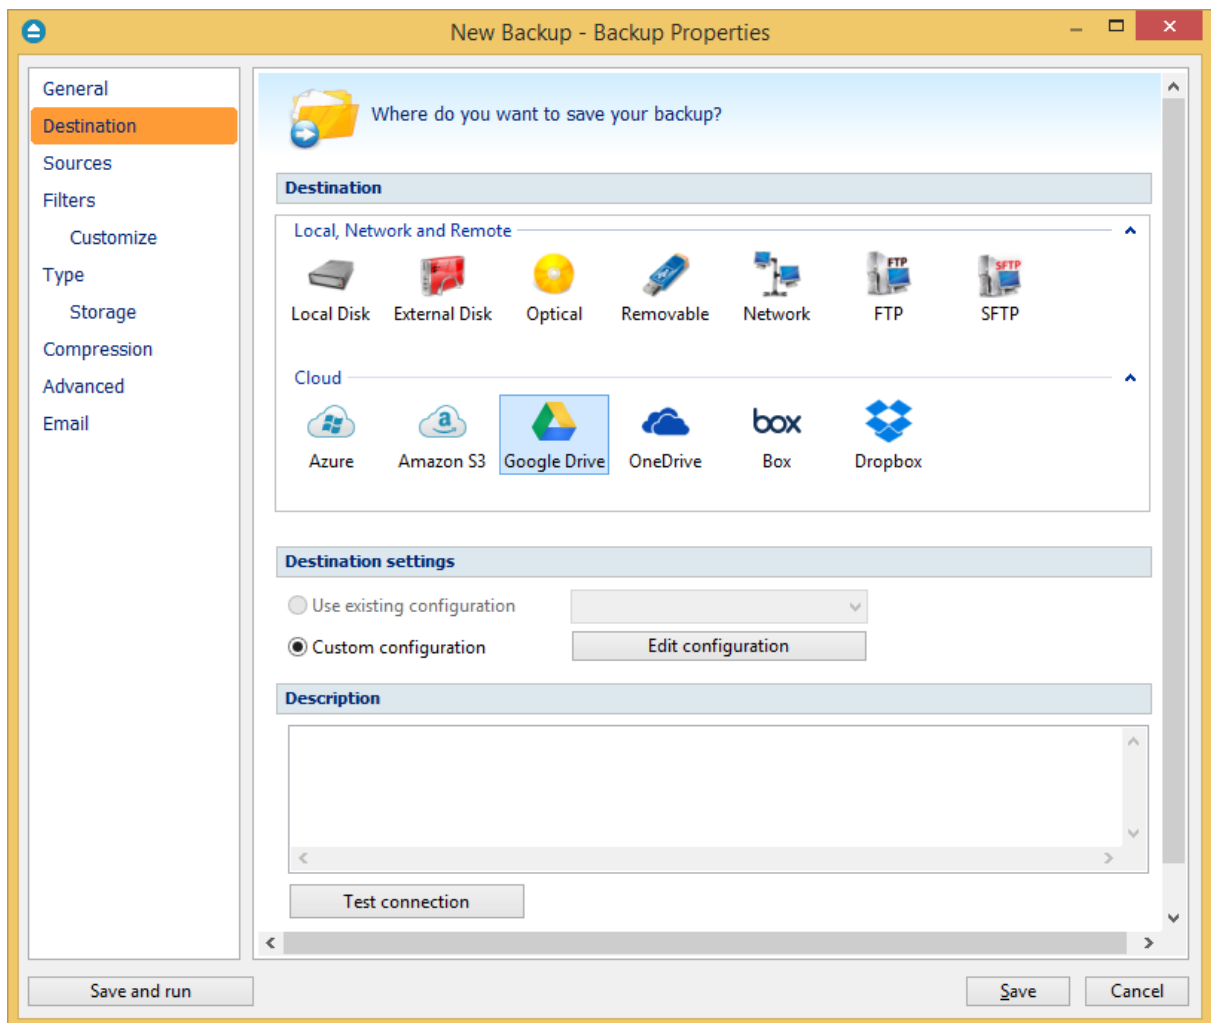 New Backup - Backup Properties
General
Destination
Sources
Filters
Customize
Type
Storage
Compression
Advanced
Email
Where do you want to save your backup?
Destination
Local, Network and Remote
FTP SFTP
Local Disk External Disk Optical Removable Network FTP SFTP
Cloud
a box
Azure Amazon S3 Google Drive OneDrive Box Dropbox
Destination settings
Use existing configuration
Custom configuration Edit configuration
Description
Test connection
Save and run Save Cancel